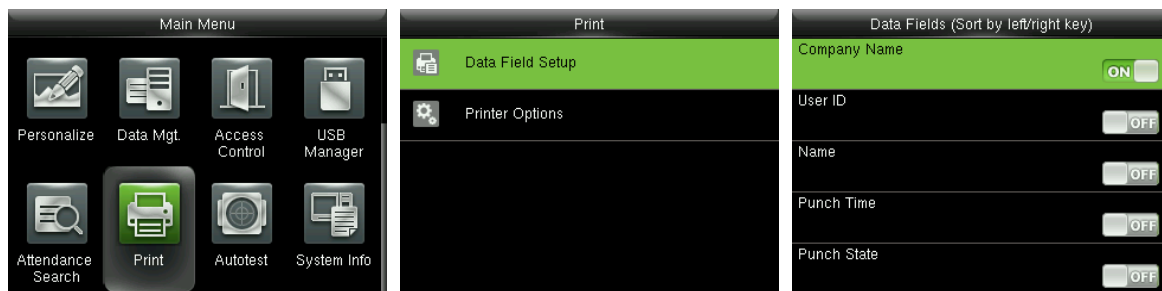 Main Menu
Personalize
Data Mgt.
Access
Control
USB
Manager
Attendance
Search
Print
Autotest
System Info
Print
Data Field Setup
Printer Options
Data Fields (Sort by left/right key)
Company Name
ON
User ID
OFF
Name
OFF
Punch Time
OFF
Punch State
OFF